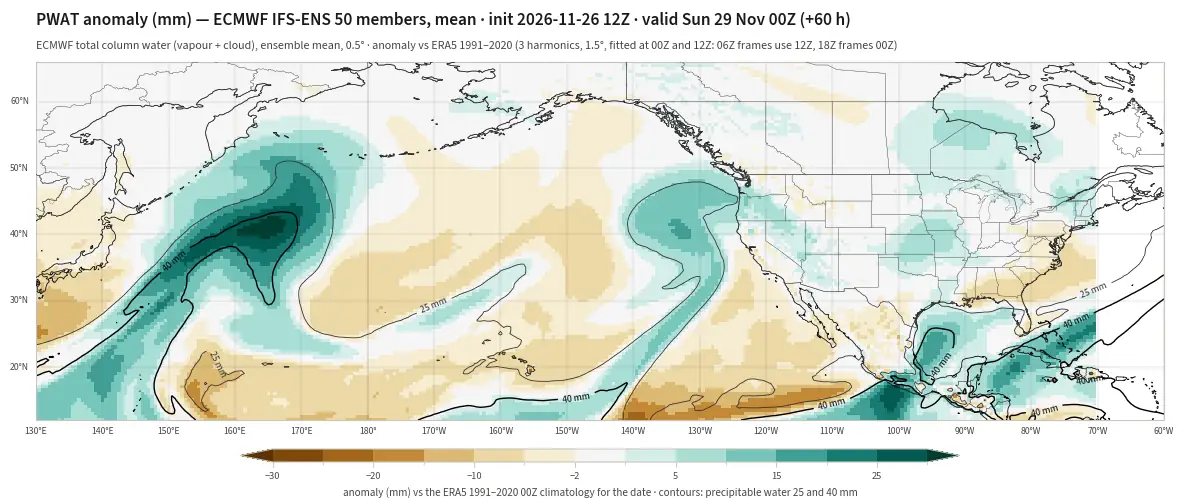 PWAT anomaly (mm) — ECMWF IFS-ENS 50 members, mean · init 2026-11-26 12Z · valid Sun 29 Nov 00Z (+60 h)
ECMWF total column water (vapour + cloud), ensemble mean, 0.5° · anomaly vs ERA5 1991–2020 (3 harmonics, 1.5°, fitted at 00Z and 12Z: 06Z frames use 12Z, 18Z frames 00Z)
60°N
50°N
40°N
30°N
20°N
40 mm
25 mm
25 mm
25 mm
40 mm
40 mm
40 mm
40 mm
40mm
40 mm
130°E 140°E 150°E 160°E 170°E 180° 170°W 160°W 150°W 140°W 130°W 120°W 110°W 100°W 90°W 80°W 70°W 60°W
−30 −20 −10 −2 5 15 25
anomaly (mm) vs the ERA5 1991–2020 00Z climatology for the date · contours: precipitable water 25 and 40 mm